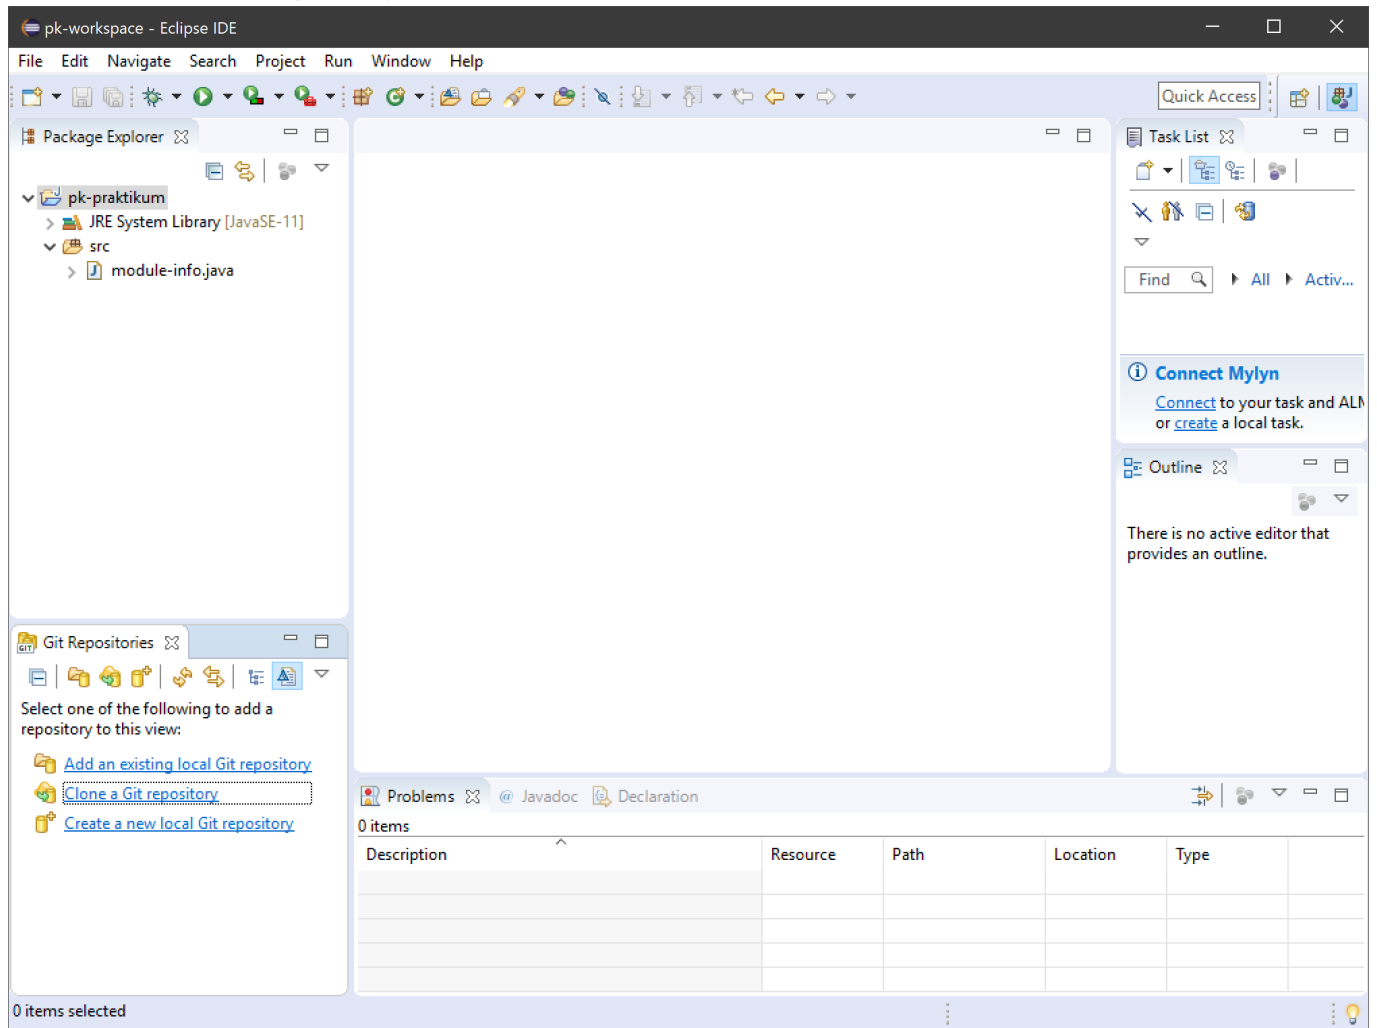 pk-workspace - Eclipse IDE
File Edit Navigate Search Project Run Window Help
Quick Access
Package Explorer
pk-praktikum
JRE System Library [JavaSE-11]
src
module-info.java
Task List
Find All Activ...
Connect Mylyn
Connect to your task and ALM
or create a local task.
Outline
There is no active editor that
provides an outline.
Git Repositories
Select one of the following to add a
repository to this view:
Add an existing local Git repository
Clone a Git repository
Create a new local Git repository
Problems @ Javadoc Declaration
0 items
Description Resource Path Location Type
0 items selected